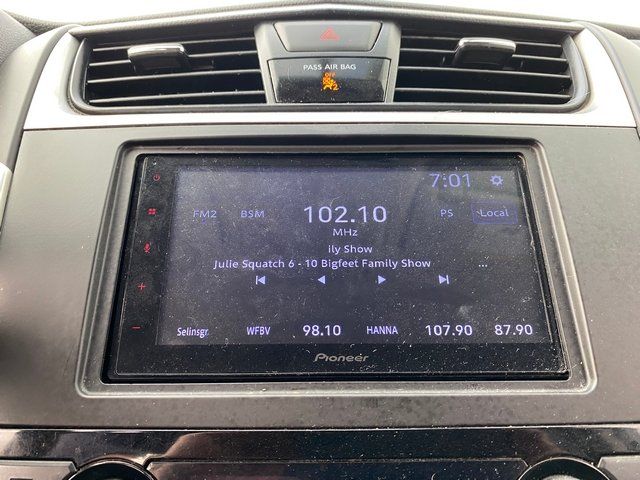 PASS AIR BAG
OFF
7:01
FM2 BSM 102.10 PS Local
MHz
ily Show
Julie Squatch 6 - 10 Bigfeet Family Show ...
Selinsgr. WFBV 98.10 HANNA 107.90 87.90
Pioneer